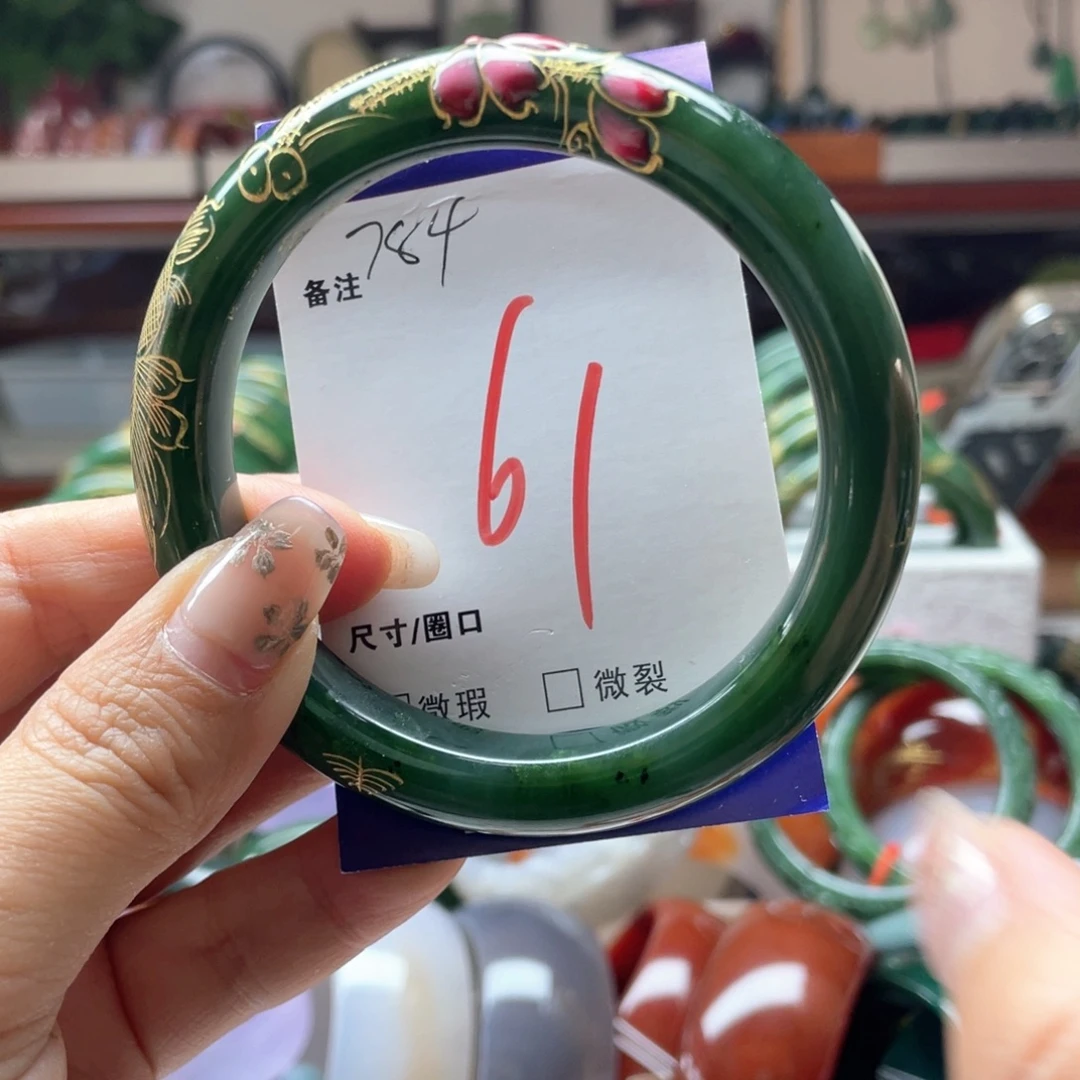 784
备注
61
尺寸/圈口
微瑕 □ 微裂